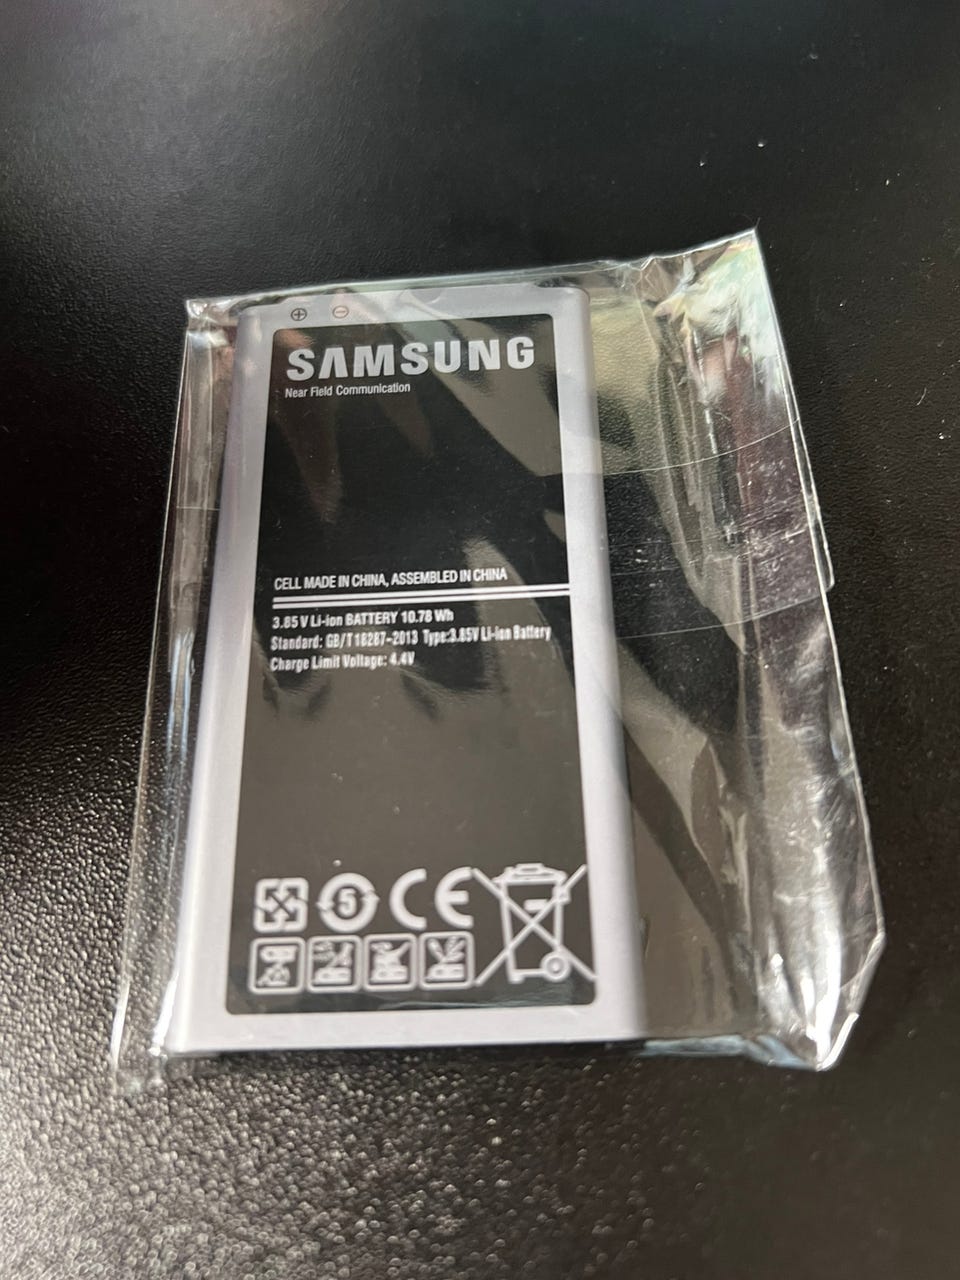 ⊕ ⊖
SAMSUNG
Near Field Communication
CELL MADE IN CHINA, ASSEMBLED IN CHINA
3.85 V Li-ion BATTERY 10.78 Wh
Standard: GB/T18287-2013 Type:3.85V Li-ion Battery
Charge Limit Voltage: 4.4V
5 CE